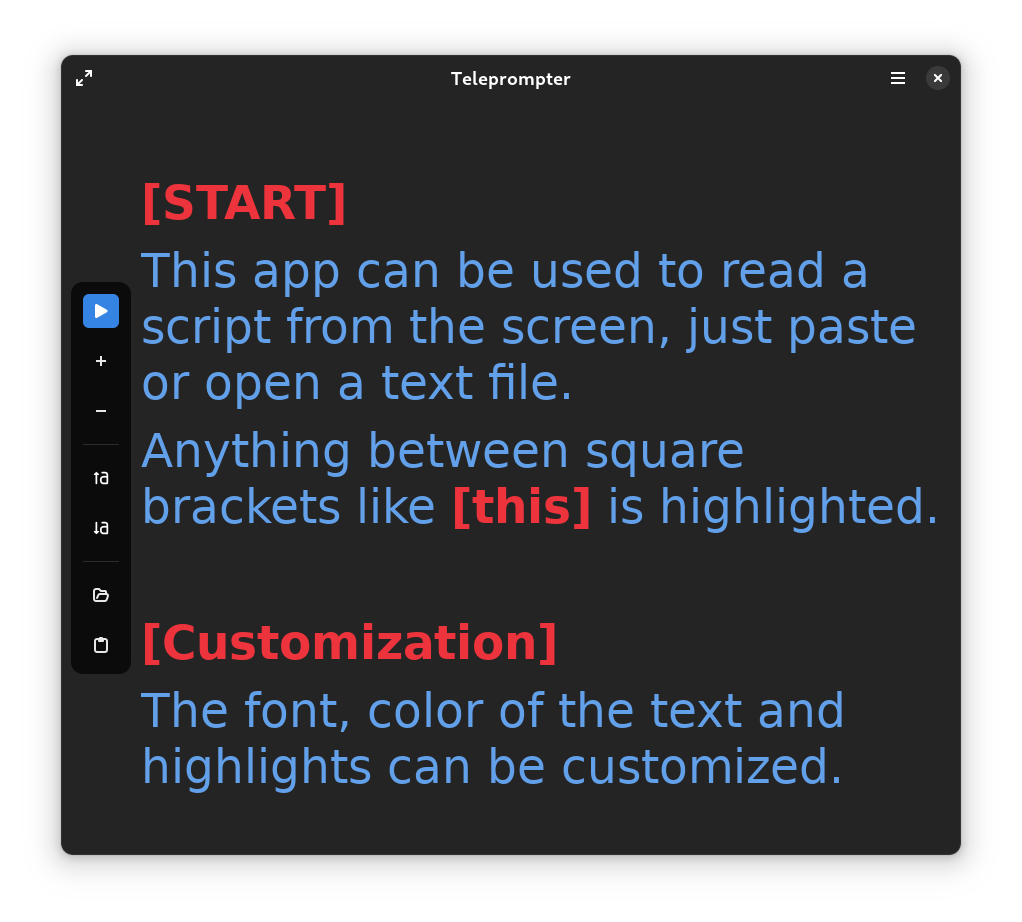 Teleprompter
[START]
This app can be used to read a
script from the screen, just paste
or open a text file.
Anything between square
brackets like [this] is highlighted.
[Customization]
The font, color of the text and
highlights can be customized.